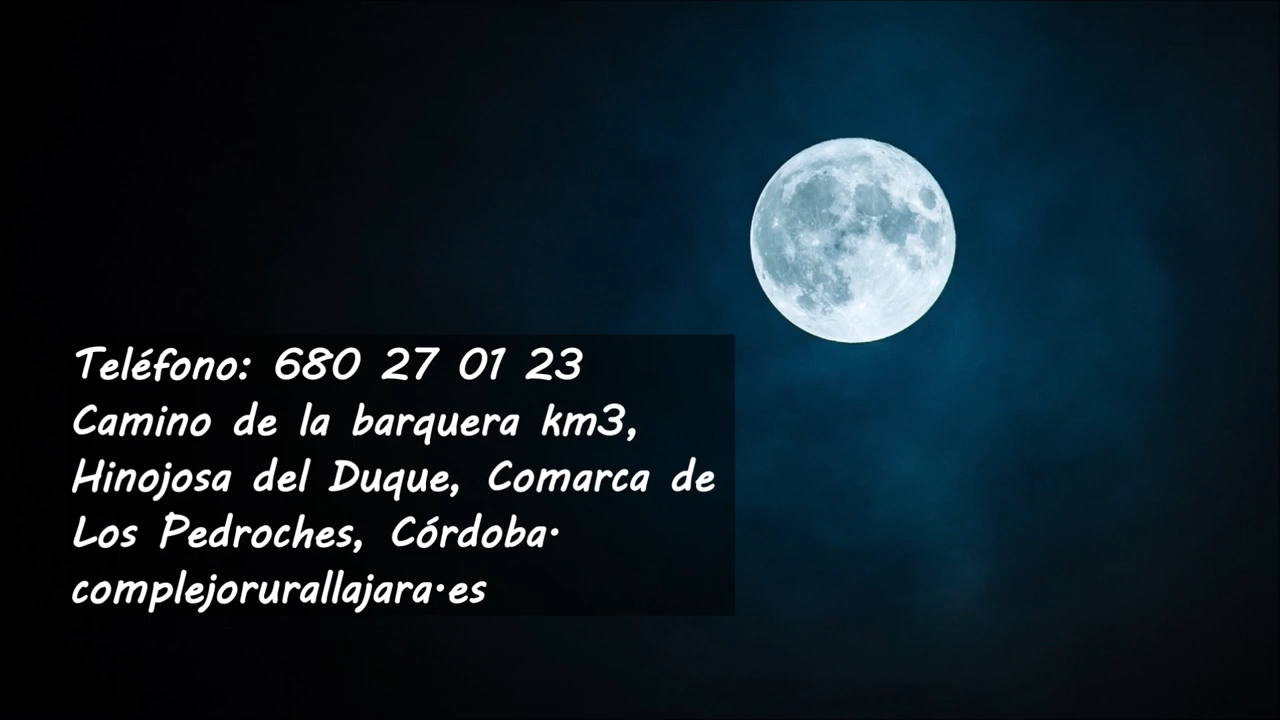 Teléfono: 680 27 01 23
Camino de la barquera km3,
Hinojosa del Duque, Comarca de
Los Pedroches, Córdoba·
complejorurallajara·es